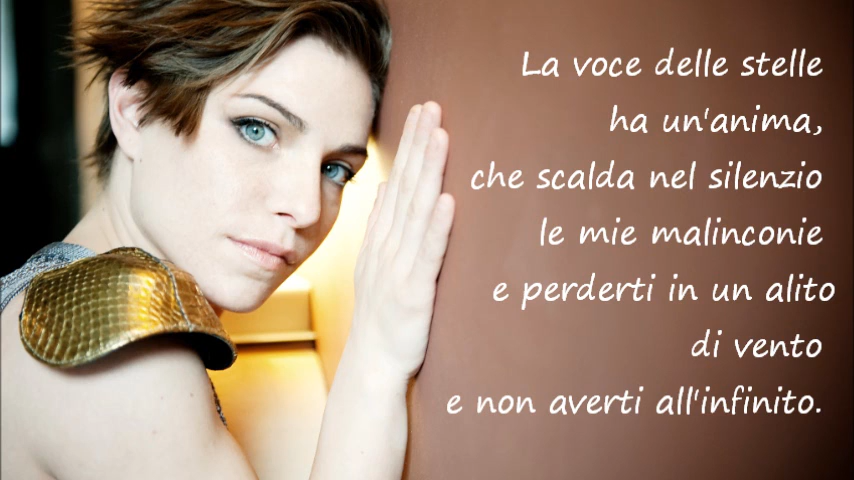 La voce delle stelle
ha un'anima,
che scalda nel silenzio
le mie malinconie
e perderti in un alito
di vento
e non averti all'infinito.